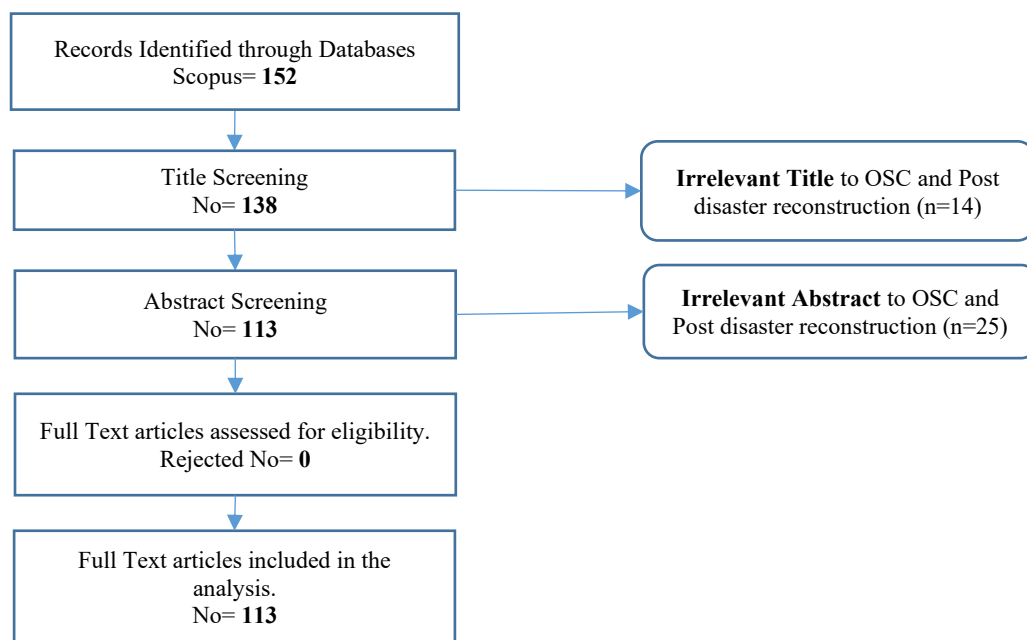 Records Identified through Databases
Scopus= 152
Title Screening
No= 138
Irrelevant Title to OSC and Post
disaster reconstruction (n=14)
Abstract Screening
No= 113
Irrelevant Abstract to OSC and
Post disaster reconstruction (n=25)
Full Text articles assessed for eligibility.
Rejected No= 0
Full Text articles included in the
analysis.
No= 113